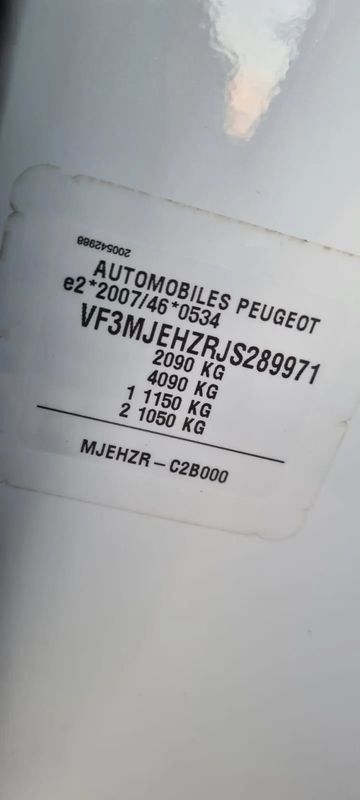 200542988
AUTOMOBILES PEUGEOT
e2*2007/46*0534
VF3MJEHZRJS289971
2090 KG
4090 KG
1 1150 KG
2 1050 KG
MJEHZR-C2B000